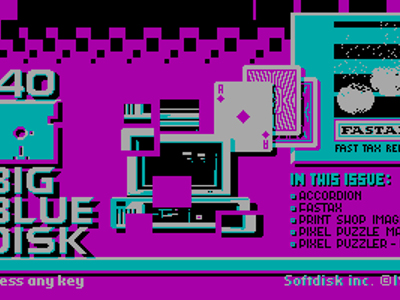 40
BIG
BLUE
DISK
A
FASTA
FAST TAX RE
IN THIS ISSUE:
ACCORDION
FASTAX
PRINT SHOP IMAG
PIXEL PUZZLE MA
PIXEL PUZZLER -
ess any key
Softdisk inc. ©1